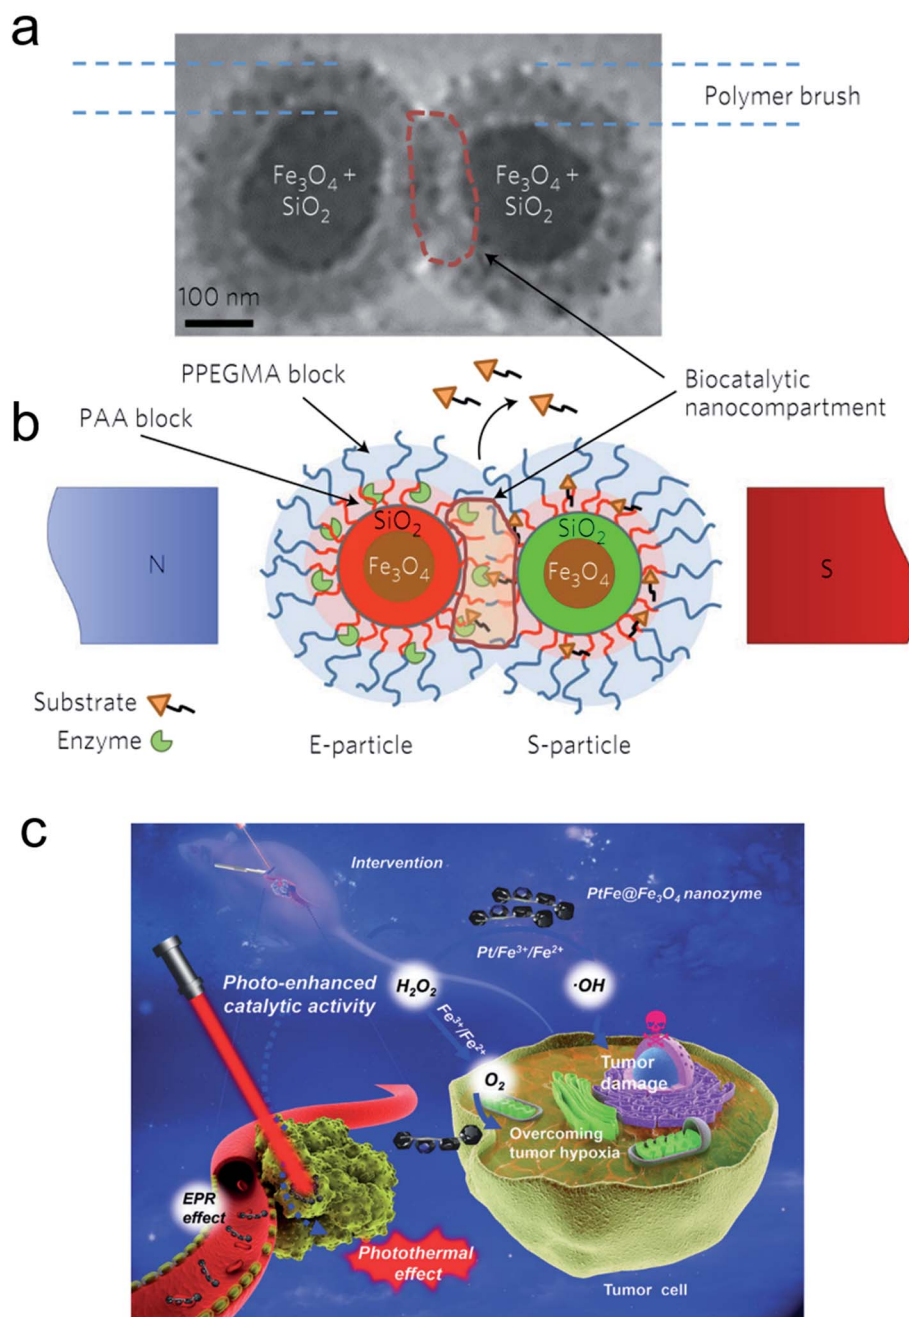 a
Polymer brush
Fe₃O₄ +
SiO₂
Fe₃O₄ +
SiO₂
100 nm
PPEGMA block
Biocatalytic
nanocompartment
b
PAA block
SiO₂
SiO₂
N
Fe₃O₄
Fe₃O₄
S
Substrate
Enzyme
E-particle
S-particle
c
Intervention
PtFe@Fe₃O₄ nanozyme
Pt/Fe³⁺/Fe²⁺
Photo-enhanced
catalytic activity
H₂O₂
·OH
Fe³⁺/Fe²⁺
O₂
Tumor
damage
Overcoming
tumor hypoxia
EPR
effect
Photothermal
effect
Tumor cell